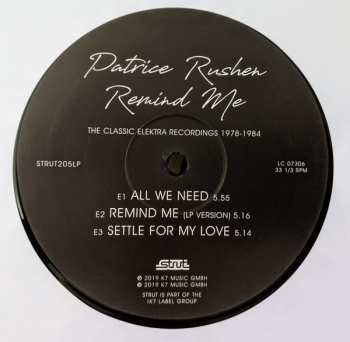 Patrice Rushen
Remind Me
THE CLASSIC ELEKTRA RECORDINGS 1978-1984
STRUT205LP
LC 07306
33 1/3 RPM
E1 ALL WE NEED 5.55
E2 REMIND ME (LP VERSION) 5.16
E3 SETTLE FOR MY LOVE 5.14
strut
℗ 2019 K7 MUSIC GMBH
© 2019 K7 MUSIC GMBH
STRUT IS PART OF THE
!K7 LABEL GROUP